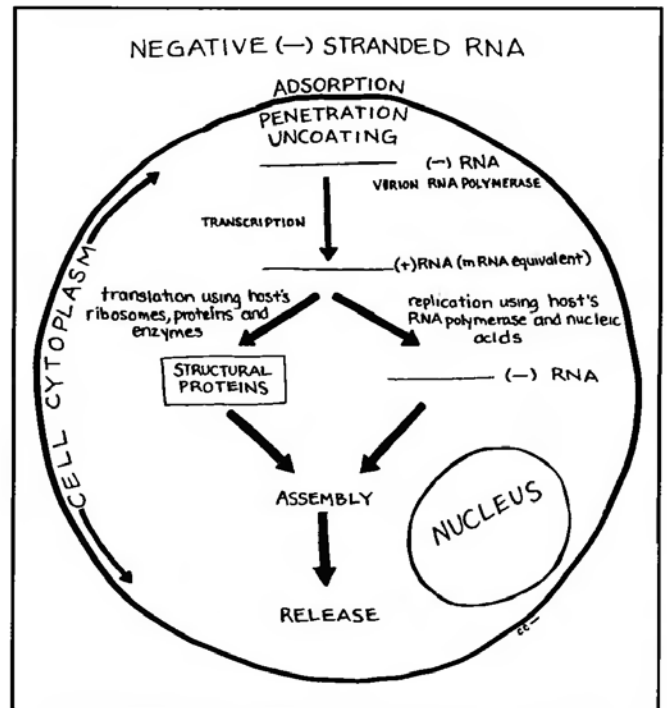 NEGATIVE (—) STRANDED RNA
ADSORPTION
PENETRATION
UNCOATING
(—) RNA
VIRION RNA POLYMERASE
TRANSCRIPTION
(+) RNA (mRNA equivalent)
translation using host's
ribosomes, proteins and
enzymes
replication using host's
RNA polymerase and nucleic
acids
STRUCTURAL
PROTEINS
(—) RNA
CELL CYTOPLASM
ASSEMBLY
NUCLEUS
RELEASE